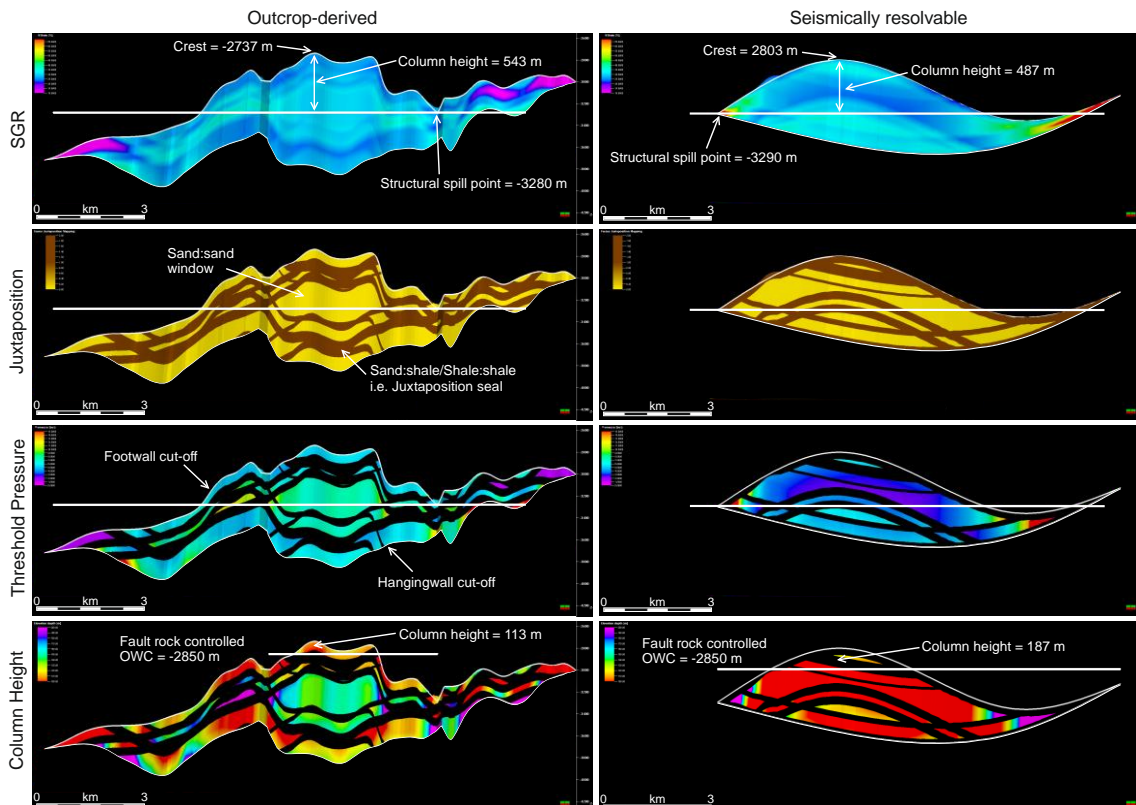 Outcrop-derived
Seismically resolvable
SGR
Crest = -2737 m
Column height = 543 m
Structural spill point = -3280 m
0
km
3
Crest = 2803 m
Column height = 487 m
Structural spill point = -3290 m
0
km
3
Juxtaposition
Sand:sand
window
Sand:shale/Shale:shale
i.e. Juxtaposition seal
0
km
3
0
km
3
Threshold Pressure
Footwall cut-off
Hangingwall cut-off
0
km
3
0
km
3
Column Height
Fault rock controlled
OWC = -2850 m
Column height = 113 m
0
km
3
Fault rock controlled
OWC = -2850 m
Column height = 187 m
0
km
3